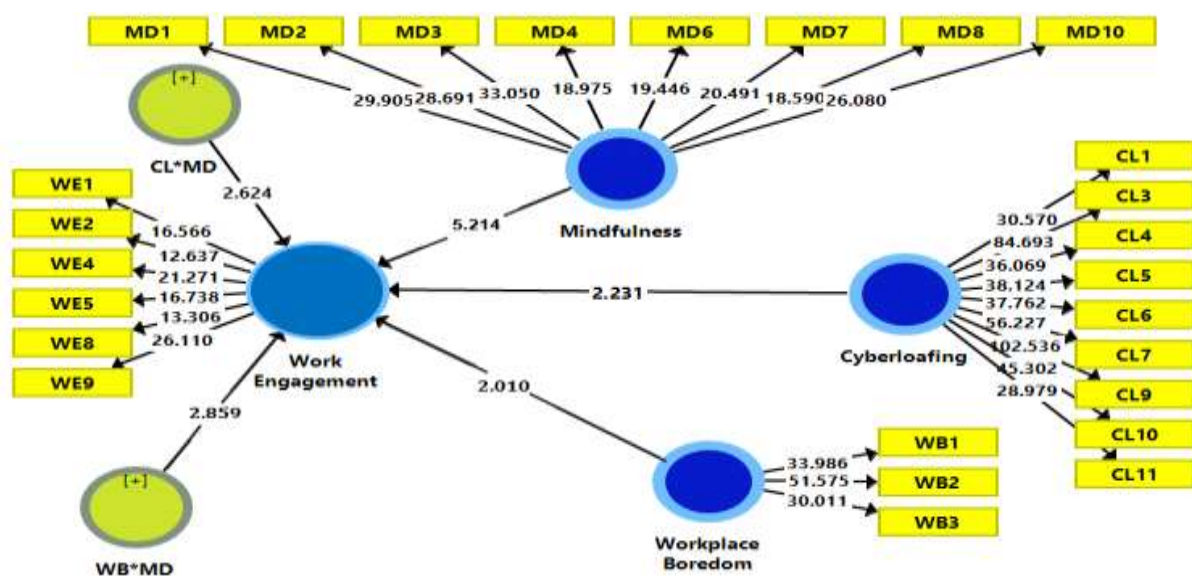 MD1 MD2 MD3 MD4 MD6 MD7 MD8 MD10
[+]
29.905 28.691 33.050 18.975 19.446 20.491 18.590 26.080
CL*MD
CL1
WE1
2.624
CL3
16.566
Mindfulness
30.570
WE2
5.214
84.693
CL4
12.637
36.069
WE4
21.271
38.124
CL5
WE5
16.738
2.231
37.762
CL6
WE8
13.306
56.227
26.110
Cyberloafing
102.536
CL7
WE9
Work
Engagement
45.302
CL9
2.859
2.010
28.979
CL10
WB1
33.986
CL11
[+]
51.575
WB2
30.011
WB3
Workplace
Boredom
WB*MD